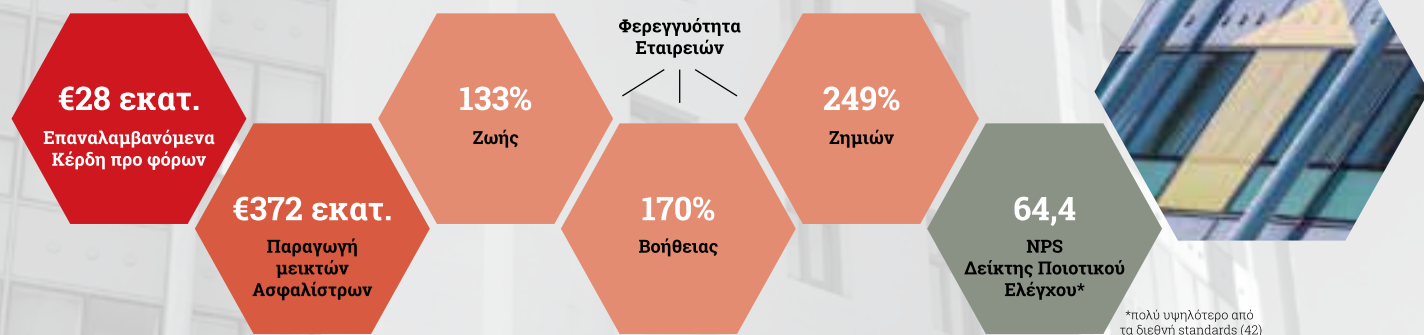 €28 εκατ.
Επαναλαμβανόμενα
Κέρδη προ φόρων
€372 εκατ.
Παραγωγή
μεικτών
Ασφαλίστρων
Φερεγγυότητα
Εταιρειών
133%
Ζωής
170%
Βοήθειας
249%
Ζημιών
64,4
NPS
Δείκτης Ποιοτικού
Ελέγχου*
*πολύ υψηλότερο από
τα διεθνή standards (42)